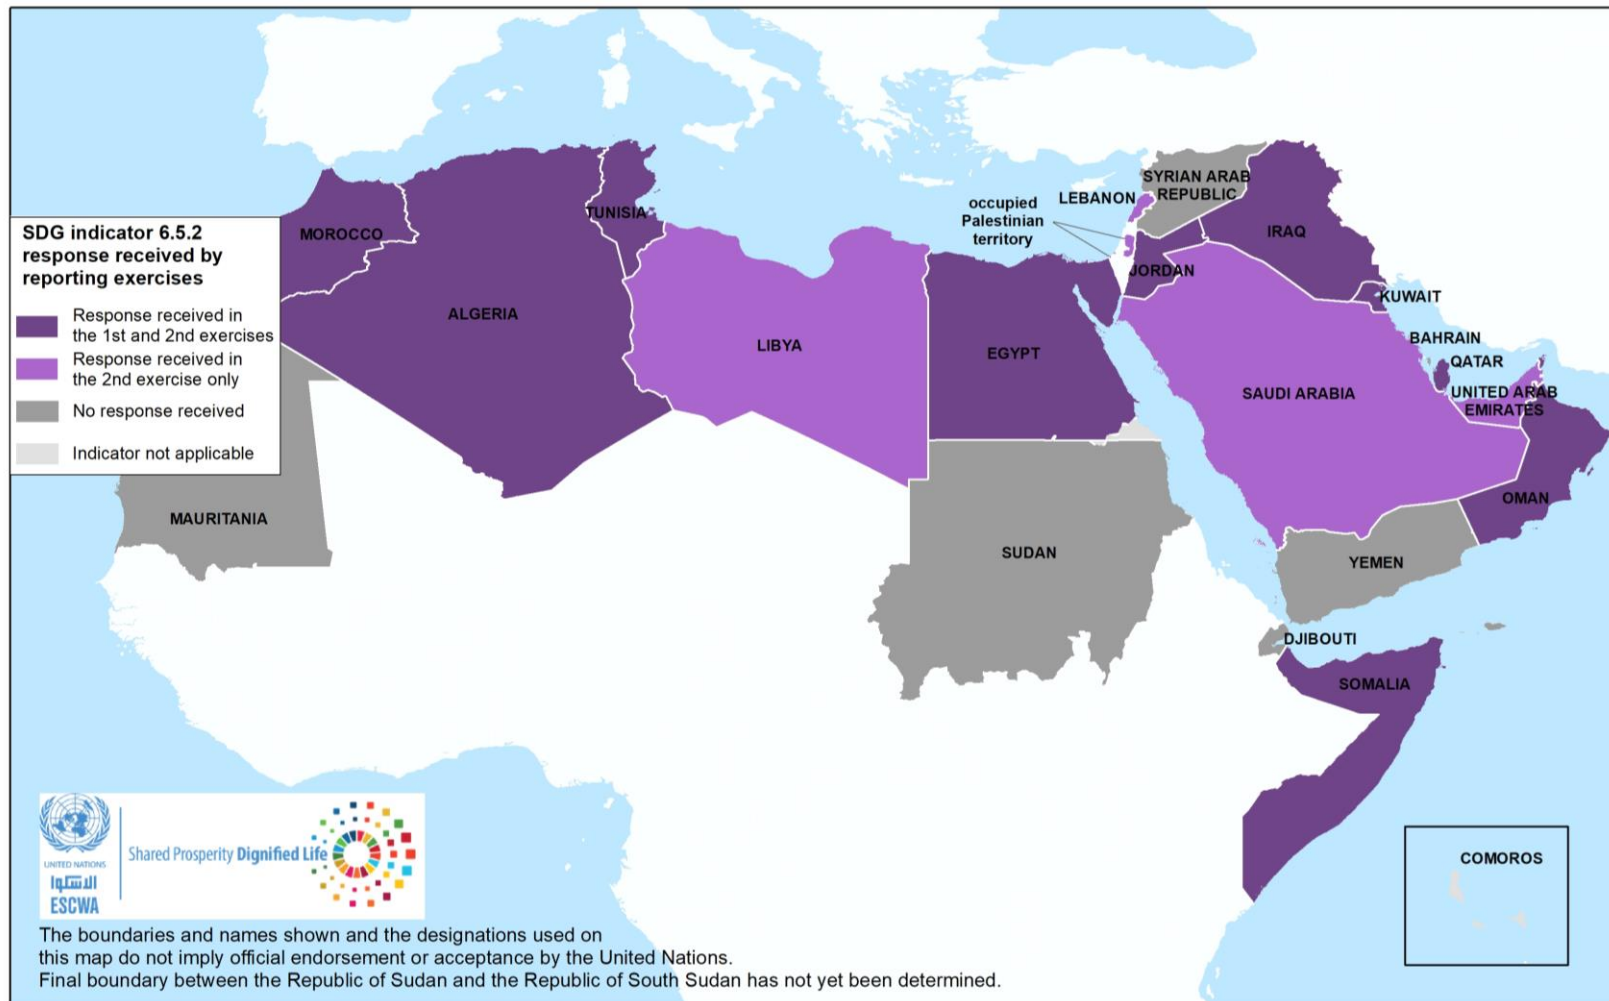 SDG indicator 6.5.2
response received by
reporting exercises
Response received in
the 1st and 2nd exercises
Response received in
the 2nd exercise only
No response received
Indicator not applicable
MOROCCO
ALGERIA
TUNISIA
LIBYA
EGYPT
MAURITANIA
SUDAN
LEBANON
SYRIAN ARAB
REPUBLIC
occupied
Palestinian
territory
JORDAN
IRAQ
KUWAIT
BAHRAIN
QATAR
SAUDI ARABIA
UNITED ARAB
EMIRATES
OMAN
YEMEN
DJIBOUTI
SOMALIA
COMOROS
UNITED NATIONS
الاسكوا
ESCWA
Shared Prosperity Dignified Life
The boundaries and names shown and the designations used on
this map do not imply official endorsement or acceptance by the United Nations.
Final boundary between the Republic of Sudan and the Republic of South Sudan has not yet been determined.